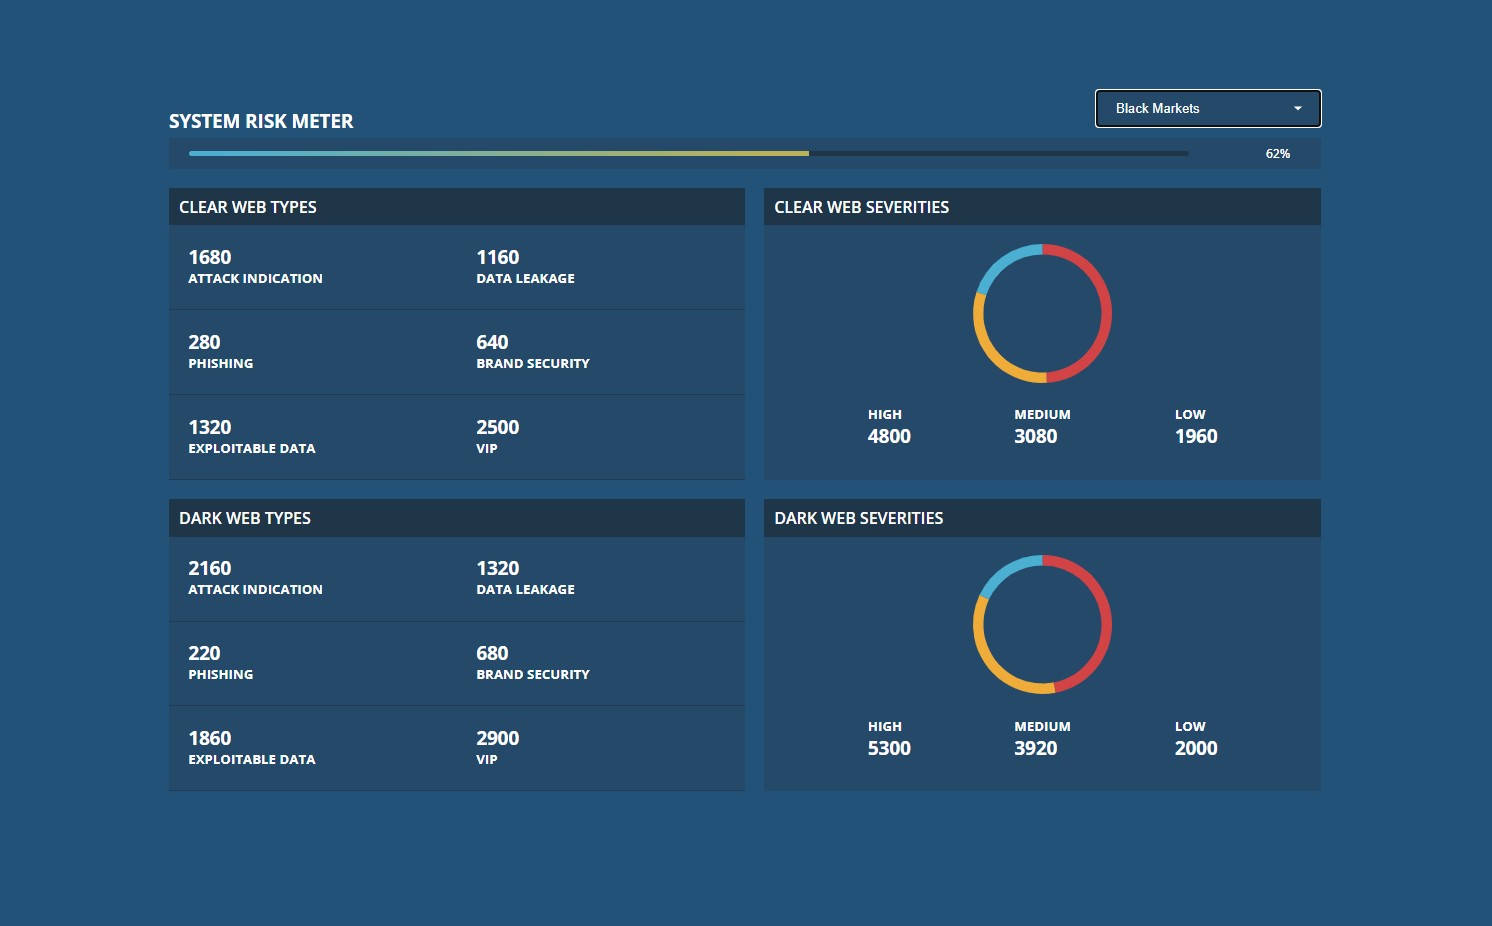 Black Markets
SYSTEM RISK METER
62%
CLEAR WEB TYPES
1680
ATTACK INDICATION
1160
DATA LEAKAGE
280
PHISHING
640
BRAND SECURITY
1320
EXPLOITABLE DATA
2500
VIP
CLEAR WEB SEVERITIES
HIGH
4800
MEDIUM
3080
LOW
1960
DARK WEB TYPES
2160
ATTACK INDICATION
1320
DATA LEAKAGE
220
PHISHING
680
BRAND SECURITY
1860
EXPLOITABLE DATA
2900
VIP
DARK WEB SEVERITIES
HIGH
5300
MEDIUM
3920
LOW
2000